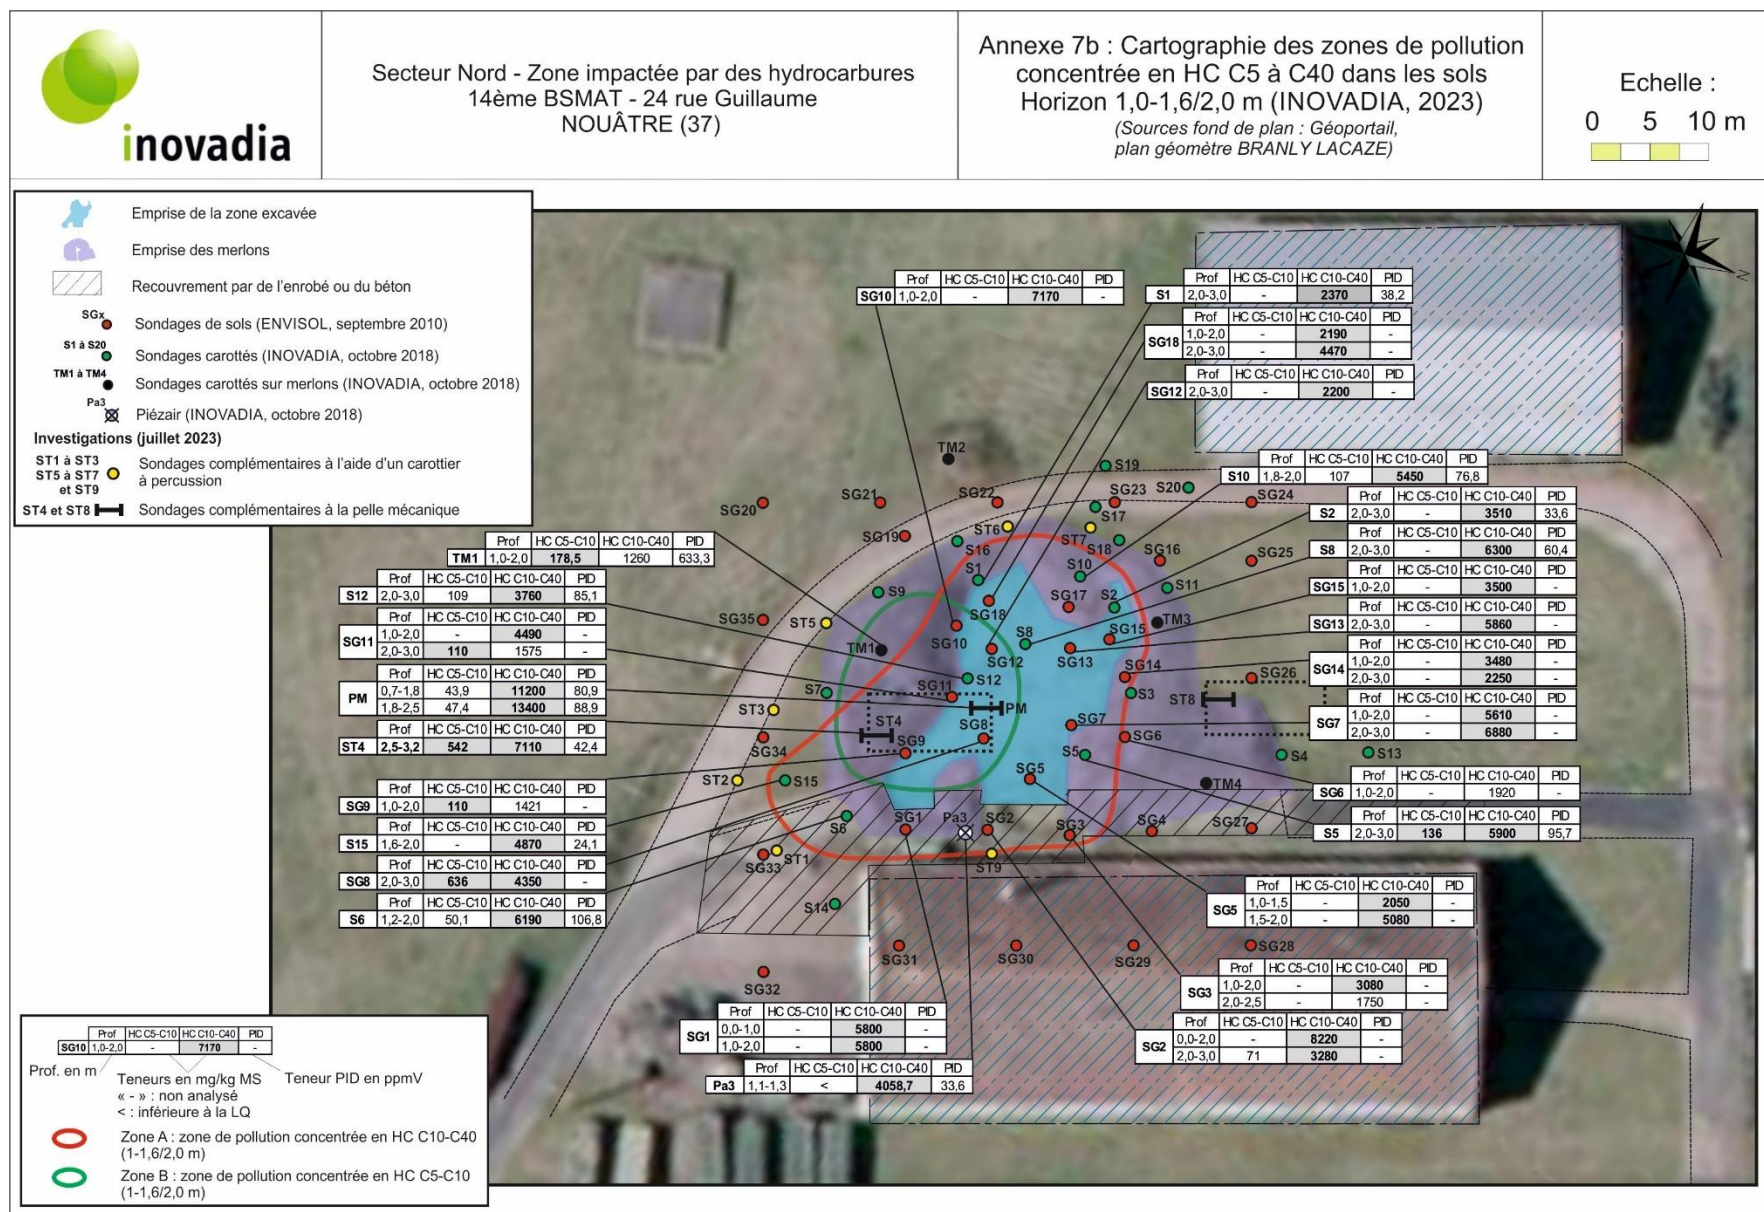 inovadia
Secteur Nord - Zone impactée par des hydrocarbures
14ème BSMAT - 24 rue Guillaume
NOUÂTRE (37)
Annexe 7b : Cartographie des zones de pollution
concentrée en HC C5 à C40 dans les sols
Horizon 1,0-1,6/2,0 m (INOVADIA, 2023)
(Sources fond de plan : Géoportail,
plan géomètre BRANLY LACAZE)
Echelle :
0 5 10 m
Emprise de la zone excavée
Emprise des merlons
Recouvrement par de l'enrobé ou du béton
SGx
Sondages de sols (ENVISOL, septembre 2010)
S1 à S20
Sondages carottés (INOVADIA, octobre 2018)
TM1 à TM4
Sondages carottés sur merlons (INOVADIA, octobre 2018)
Pa3
Piézair (INOVADIA, octobre 2018)
Investigations (juillet 2023)
ST1 à ST3
ST5 à ST7
et ST9
Sondages complémentaires à l'aide d'un carottier
à percussion
ST4 et ST8 Sondages complémentaires à la pelle mécanique
N
Prof HC C5-C10 HC C10-C40 PID
SG10 1,0-2,0 - 7170 -
Prof HC C5-C10 HC C10-C40 PID
S1 2,0-3,0 - 2370 38,2
Prof HC C5-C10 HC C10-C40 PID
SG18 1,0-2,0 - 2190 -
2,0-3,0 - 4470 -
Prof HC C5-C10 HC C10-C40 PID
SG12 2,0-3,0 - 2200 -
Prof HC C5-C10 HC C10-C40 PID
S10 1,8-2,0 107 5450 76,8
Prof HC C5-C10 HC C10-C40 PID
S2 2,0-3,0 - 3510 33,6
Prof HC C5-C10 HC C10-C40 PID
S8 2,0-3,0 - 6300 60,4
Prof HC C5-C10 HC C10-C40 PID
SG15 1,0-2,0 - 3500 -
Prof HC C5-C10 HC C10-C40 PID
SG13 2,0-3,0 - 5860 -
Prof HC C5-C10 HC C10-C40 PID
SG14 1,0-2,0 - 3480 -
2,0-3,0 - 2250 -
Prof HC C5-C10 HC C10-C40 PID
SG7 1,0-2,0 - 5610 -
2,0-3,0 - 6880 -
Prof HC C5-C10 HC C10-C40 PID
SG6 1,0-2,0 - 1920 -
Prof HC C5-C10 HC C10-C40 PID
S5 2,0-3,0 136 5900 95,7
Prof HC C5-C10 HC C10-C40 PID
SG5 1,0-1,5 - 2050 -
1,5-2,0 - 5080 -
Prof HC C5-C10 HC C10-C40 PID
SG3 1,0-2,0 - 3080 -
2,0-2,5 - 1750 -
Prof HC C5-C10 HC C10-C40 PID
SG2 0,0-2,0 - 8220 -
2,0-3,0 71 3280 -
Prof HC C5-C10 HC C10-C40 PID
TM1 1,0-2,0 178,5 1260 633,3
Prof HC C5-C10 HC C10-C40 PID
S12 2,0-3,0 109 3760 85,1
Prof HC C5-C10 HC C10-C40 PID
SG11 1,0-2,0 - 4490 -
2,0-3,0 110 1575 -
Prof HC C5-C10 HC C10-C40 PID
PM 0,7-1,8 43,9 11200 80,9
1,8-2,5 47,4 13400 88,9
Prof HC C5-C10 HC C10-C40 PID
ST4 2,5-3,2 542 7110 42,4
Prof HC C5-C10 HC C10-C40 PID
SG9 1,0-2,0 110 1421 -
Prof HC C5-C10 HC C10-C40 PID
S15 1,6-2,0 - 4870 24,1
Prof HC C5-C10 HC C10-C40 PID
SG8 2,0-3,0 636 4350 -
Prof HC C5-C10 HC C10-C40 PID
S6 1,2-2,0 50,1 6190 106,8
Prof HC C5-C10 HC C10-C40 PID
SG1 0,0-1,0 - 5800 -
1,0-2,0 - 5800 -
Prof HC C5-C10 HC C10-C40 PID
Pa3 1,1-1,3 < 4058,7 33,6
TM2
S19
S20
SG20
SG21
SG22
SG23
SG24
S17
ST6
ST7
SG19
S16
S18
SG16
SG25
S1
S10
S11
S9
SG18
SG17
S2
SG35
ST5
SG10
S8
SG15
TM3
TM1
SG12
SG13
SG14
SG26
S12
SG11
S7
S3
ST8
ST3
PM
ST4
SG8
SG7
SG6
SG34
SG9
S5
S4
S13
ST2
S15
SG5
TM4
S6
SG1
Pa3
SG2
SG3
SG4
SG27
SG33
ST1
ST9
S14
SG31
SG30
SG29
SG28
SG32
Prof HC C5-C10 HC C10-C40 PID
SG10 1,0-2,0 - 7170 -
Prof. en m
Teneurs en mg/kg MS
Teneur PID en ppmV
« - » : non analysé
< : inférieure à la LQ
Zone A : zone de pollution concentrée en HC C10-C40
(1-1,6/2,0 m)
Zone B : zone de pollution concentrée en HC C5-C10
(1-1,6/2,0 m)